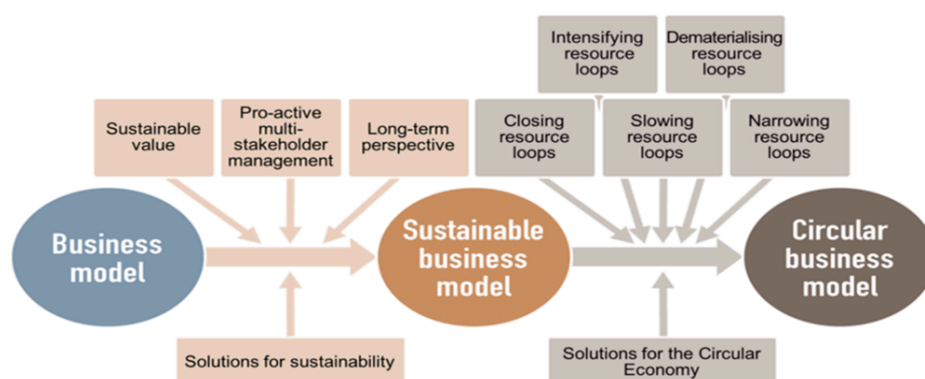 Intensifying
resource
loops
Dematerialising
resource
loops
Sustainable
value
Pro-active
multi-
stakeholder
management
Long-term
perspective
Closing
resource
loops
Slowing
resource
loops
Narrowing
resource
loops
Business
model
Sustainable
business
model
Circular
business
model
Solutions for sustainability
Solutions for the Circular
Economy